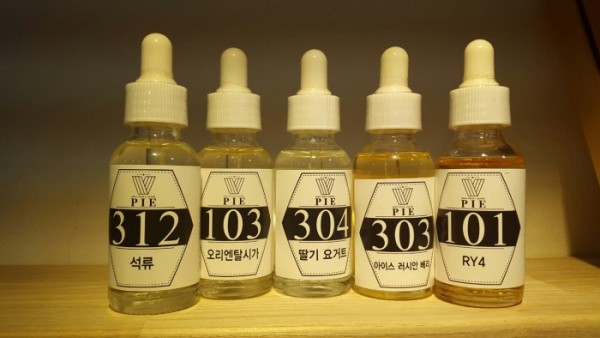 PIE
312
석류
PIE
103
오리엔탈시가
PIE
304
딸기 요거트
PIE
303
아이스 러시안 베리
PIE
101
RY4